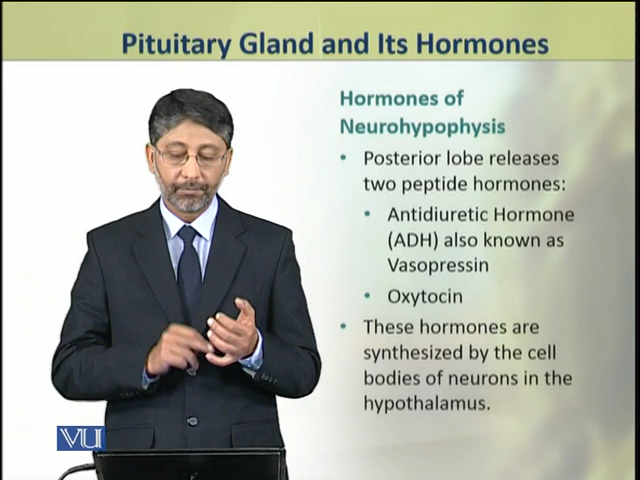 Pituitary Gland and Its Hormones
Hormones of
Neurohypophysis
• Posterior lobe releases
two peptide hormones:
• Antidiuretic Hormone
(ADH) also known as
Vasopressin
• Oxytocin
• These hormones are
synthesized by the cell
bodies of neurons in the
hypothalamus.
VU